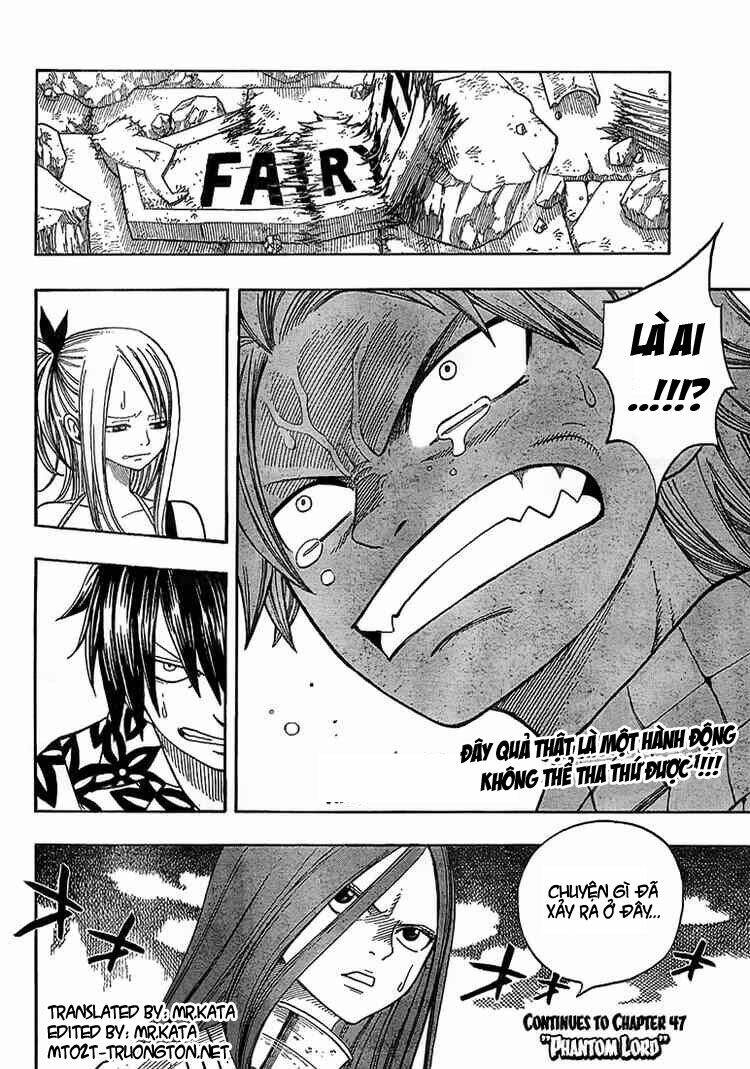 FAIRY
LÀ AI
...!!!?
ĐÂY QUẢ THẬT LÀ MỘT HÀNH ĐỘNG
KHÔNG THỂ THA THỨ ĐƯỢC !!!
CHUYỆN GÌ ĐÃ
XẢY RA Ở ĐÂY...
TRANSLATED BY: MR.KATA
EDITED BY: MR.KATA
MTO2T-TRUONGTON.NET
CONTINUES TO CHAPTER 47
"PHANTOM LORD"